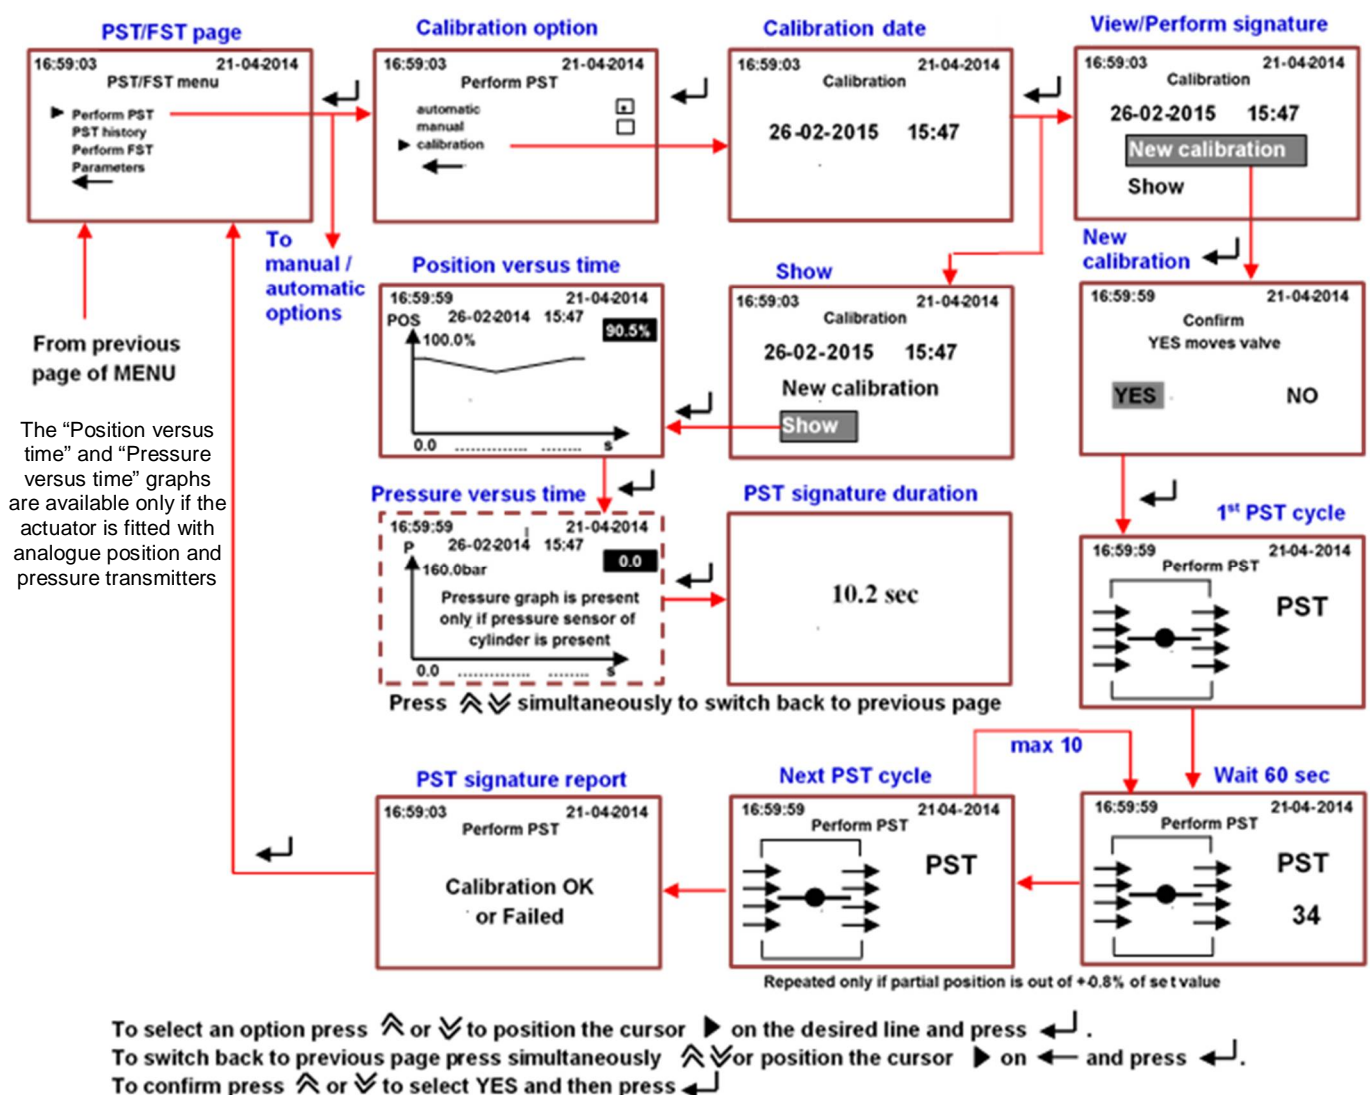 PST/FST page
16:59:03 21-04-2014
PST/FST menu
Perform PST
PST history
Perform FST
Parameters
Calibration option
16:59:03 21-04-2014
Perform PST
automatic
manual
calibration
Calibration date
16:59:03 21-04-2014
Calibration
26-02-2015 15:47
View/Perform signature
16:59:03 21-04-2014
Calibration
26-02-2015 15:47
New calibration
Show
To
manual /
automatic
options
From previous
page of MENU
The “Position versus
time” and “Pressure
versus time” graphs
are available only if the
actuator is fitted with
analogue position and
pressure transmitters
Position versus time
16:59:59 21-04-2014
POS 26-02-2014 15:47
90.5%
100.0%
0.0 .............. ........ s
Show
16:59:03 21-04-2014
Calibration
26-02-2015 15:47
New calibration
Show
New
calibration
16:59:59 21-04-2014
Confirm
YES moves valve
YES NO
Pressure versus time
16:59:59 21-04-2014
P 26-02-2014 15:47
0.0
160.0bar
Pressure graph is present
only if pressure sensor of
cylinder is present
0.0 .............. ........ s
PST signature duration
10.2 sec
1st PST cycle
16:59:59 21-04-2014
Perform PST
PST
Press simultaneously to switch back to previous page
max 10
PST signature report
16:59:03 21-04-2014
Perform PST
Calibration OK
or Failed
Next PST cycle
16:59:59 21-04-2014
Perform PST
PST
Wait 60 sec
16:59:59 21-04-2014
Perform PST
PST
34
Repeated only if partial position is out of +-0.8% of set value
To select an option press or to position the cursor on the desired line and press .
To switch back to previous page press simultaneously or position the cursor on and press .
To confirm press or to select YES and then press